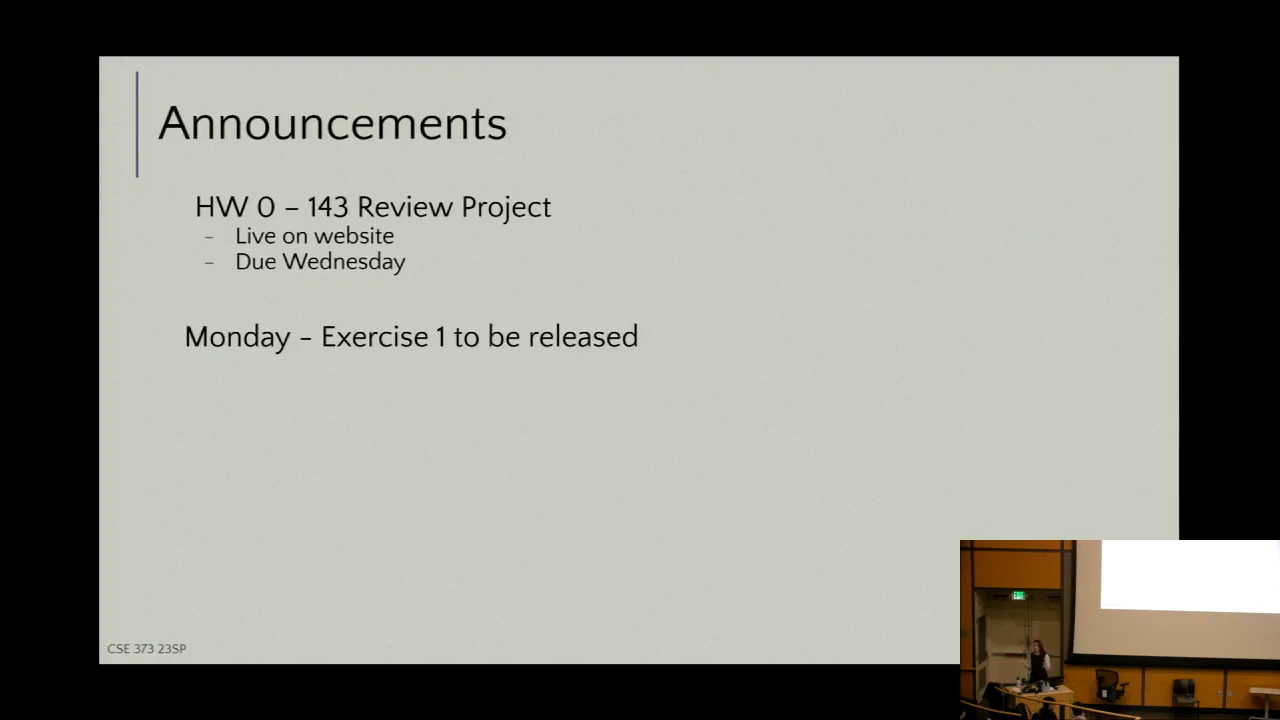 Announcements
HW 0 – 143 Review Project
– Live on website
– Due Wednesday
Monday - Exercise 1 to be released
CSE 373 23SP